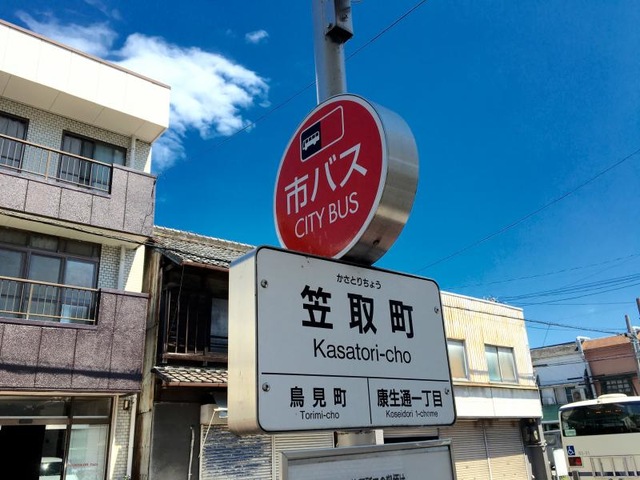 市バス
CITY BUS
かさとりちょう
笠取町
Kasatori-cho
鳥見町
Torimi-cho
康生通一丁目
Koseidori 1-chome